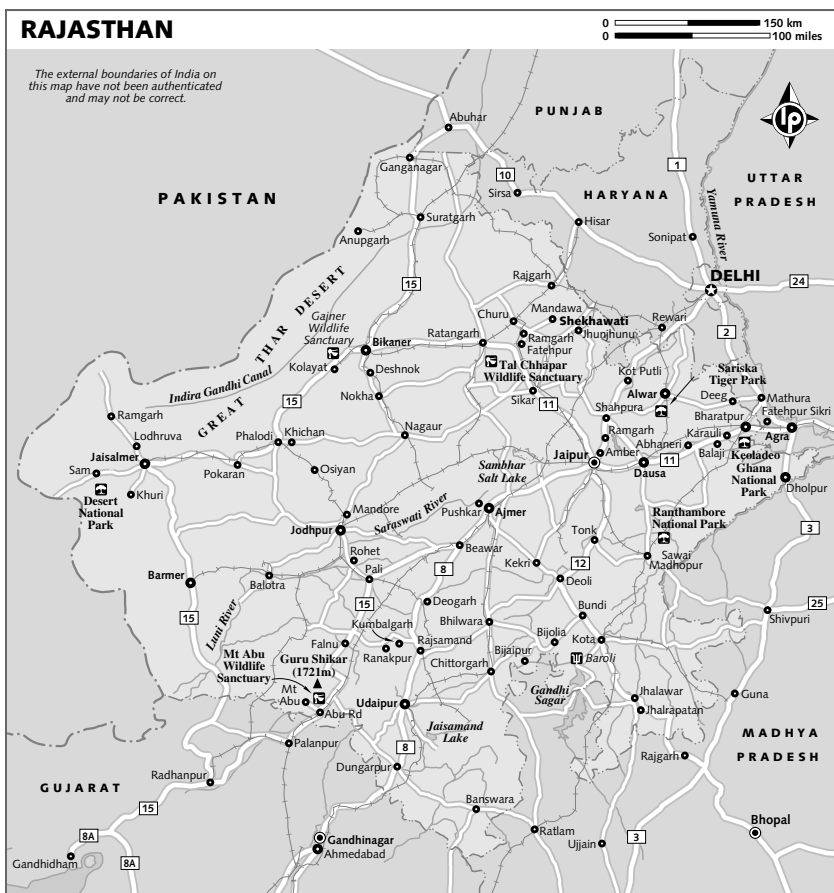 RAJASTHAN
0 150 km
0 100 miles
The external boundaries of India on
this map have not been authenticated
and may not be correct.
lp
PUNJAB
Abuhar
Ganganagar
10
1
UTTAR
PRADESH
PAKISTAN
Sirsa
HARYANA
Yamuna River
Suratgarh
Hisar
Anupgarh
Sonipat
DELHI
24
Rajgarh
15
THAR DESERT
GREAT
Gajner
Wildlife
Sanctuary
Churu
Mandawa
Shekhawati
Rewari
2
Ratangarh
Ramgarh
Fatehpur
Jhunjhunu
Bikaner
Kolayat
Deshnok
Tal Chhapar
Wildlife Sanctuary
Kot Putli
Sariska
Tiger Park
Indira Gandhi Canal
Nokha
Sikar
11
Alwar
Deeg
Mathura
15
Shahpura
Bharatpur
Fatehpur Sikri
Ramgarh
Lodhruva
Phalodi
Khichan
Nagaur
Ramgarh
Abhaneri
Karauli
Balaji
Agra
Amber
Jaipur
Jaisalmer
Sam
Pokaran
Osiyan
Sambhar
Salt Lake
11
Dausa
Keoladeo
Ghana
National
Park
Dholpur
Khuri
Desert
National
Park
Mandore
Saraswati River
Pushkar
Ajmer
Ranthambore
National Park
Jodhpur
Tonk
3
Rohet
Beawar
Kekri
12
Sawai
Madhopur
Barmer
Balotra
Pali
8
Deoli
15
Luni River
15
Deogarh
Bundi
25
Kumbalgarh
Bhilwara
Shivpuri
Falnu
Rajsamand
Bijolia
Kota
Mt Abu
Wildlife
Sanctuary
Guru Shikar
(1721m)
Ranakpur
Chittorgarh
Bijaipur
Baroli
Mt
Abu
Abu Rd
Udaipur
Gandhi
Sagar
Jhalawar
Jhalrapatan
Guna
Jaisamand
Lake
Palanpur
8
MADHYA
PRADESH
Radhanpur
Dungarpur
Rajgarh
GUJARAT
15
Banswara
8A
Gandhinagar
Ahmedabad
Ratlam
Ujjain
3
Bhopal
Gandhidham
8A